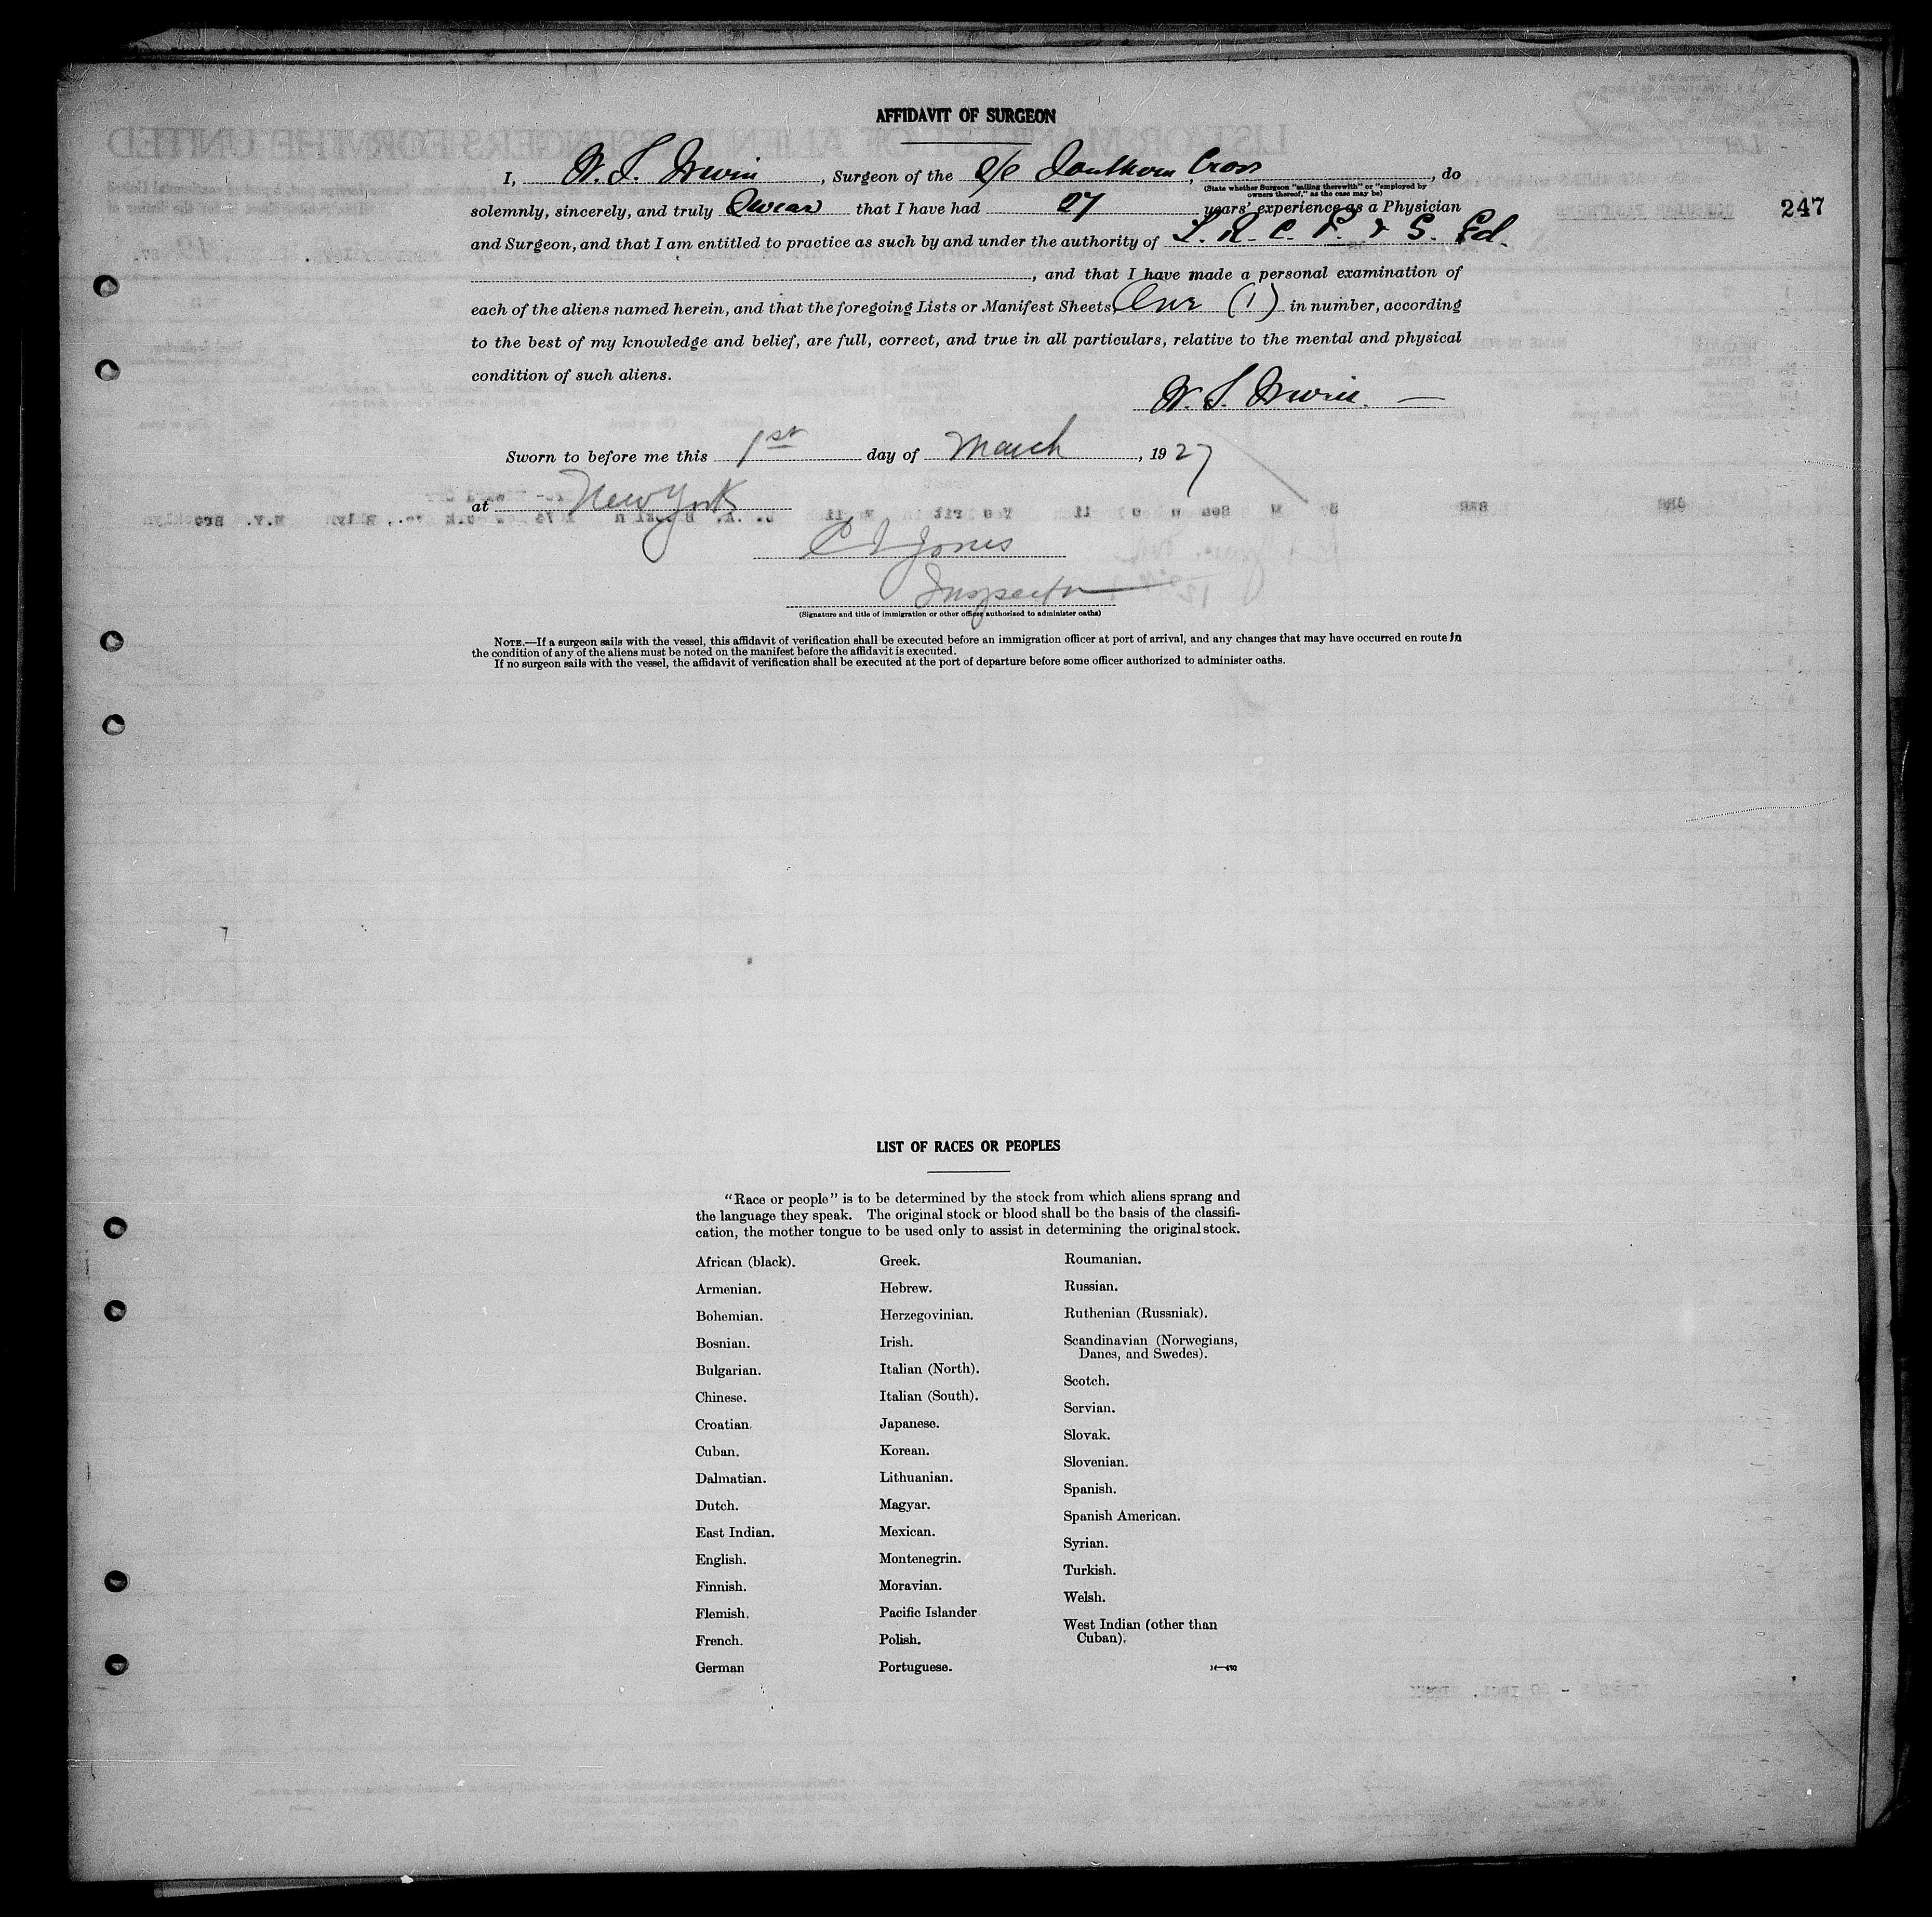 AFFIDAVIT OF SURGEON
I, W. S. Irwin, Surgeon of the s/s Southern Cross, do
(State whether Surgeon "sailing therewith" or "employed by
owners thereof," as the case may be)
solemnly, sincerely, and truly Swear that I have had 27 years' experience as a Physician
247
and Surgeon, and that I am entitled to practice as such by and under the authority of L. R. C. P. & S. Ed.
, and that I have made a personal examination of
each of the aliens named herein, and that the foregoing Lists or Manifest Sheets, One (1) in number, according
to the best of my knowledge and belief, are full, correct, and true in all particulars, relative to the mental and physical
condition of such aliens.
W. S. Irwin.
Sworn to before me this 1st day of March, 1927
at New York
C I Jones
Inspector
(Signature and title of immigration or other officer authorized to administer oaths)
NOTE.—If a surgeon sails with the vessel, this affidavit of verification shall be executed before an immigration officer at port of arrival, and any changes that may have occurred en route in
the condition of any of the aliens must be noted on the manifest before the affidavit is executed.
If no surgeon sails with the vessel, the affidavit of verification shall be executed at the port of departure before some officer authorized to administer oaths.
LIST OF RACES OR PEOPLES
"Race or people" is to be determined by the stock from which aliens sprang and
the language they speak. The original stock or blood shall be the basis of the classifi-
cation, the mother tongue to be used only to assist in determining the original stock.
African (black).
Armenian.
Bohemian.
Bosnian.
Bulgarian.
Chinese.
Croatian.
Cuban.
Dalmatian.
Dutch.
East Indian.
English.
Finnish.
Flemish.
French.
German
Greek.
Hebrew.
Herzegovinian.
Irish.
Italian (North).
Italian (South).
Japanese.
Korean.
Lithuanian.
Magyar.
Mexican.
Montenegrin.
Moravian.
Pacific Islander
Polish.
Portuguese.
Roumanian.
Russian.
Ruthenian (Russniak).
Scandinavian (Norwegians,
Danes, and Swedes).
Scotch.
Servian.
Slovak.
Slovenian.
Spanish.
Spanish American.
Syrian.
Turkish.
Welsh.
West Indian (other than
Cuban).